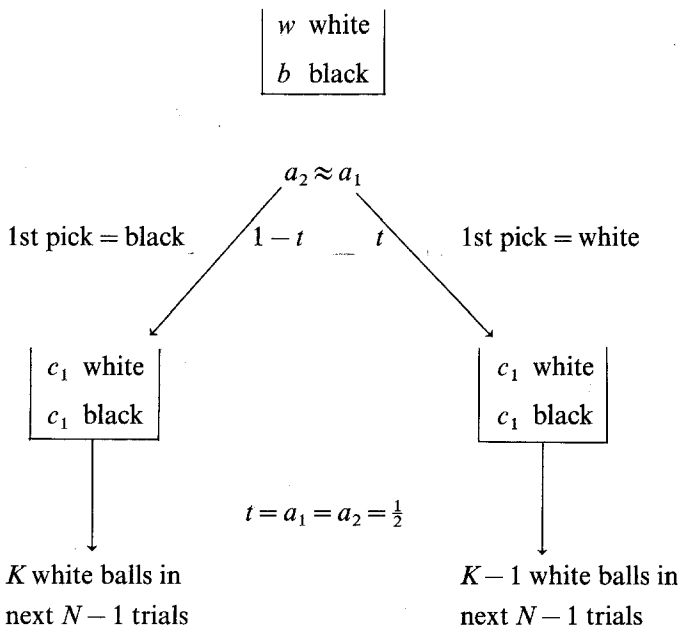 w white
b black
a₂ ≈ a₁
1st pick = black 1 − t t 1st pick = white
c₁ white c₁ white
c₁ black c₁ black
t = a₁ = a₂ = ½
K white balls in K − 1 white balls in
next N − 1 trials next N − 1 trials